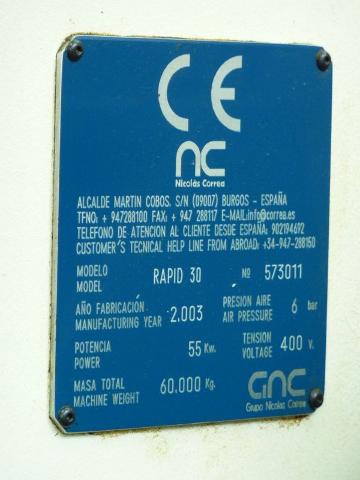 CE
nc
Nicolás Correa
ALCALDE MARTIN COBOS, S/N (09007) BURGOS - ESPAÑA
TFNO: + 947288100 FAX: + 947 288117 E-MAIL:info@correa.es
TELEFONO DE ATENCION AL CLIENTE DESDE ESPAÑA: 902194692
CUSTOMER'S TECNICAL HELP LINE FROM ABROAD: +34-947-288150
MODELO
MODEL
RAPID 30
Nº 573011
AÑO FABRICACIÓN
MANUFACTURING YEAR
2.003
PRESION AIRE
AIR PRESSURE
6 bar
POTENCIA
POWER
55 Kw.
TENSION
VOLTAGE
400 V.
MASA TOTAL
MACHINE WEIGHT
60.000 Kg.
GNC
Grupo Nicolás Correa